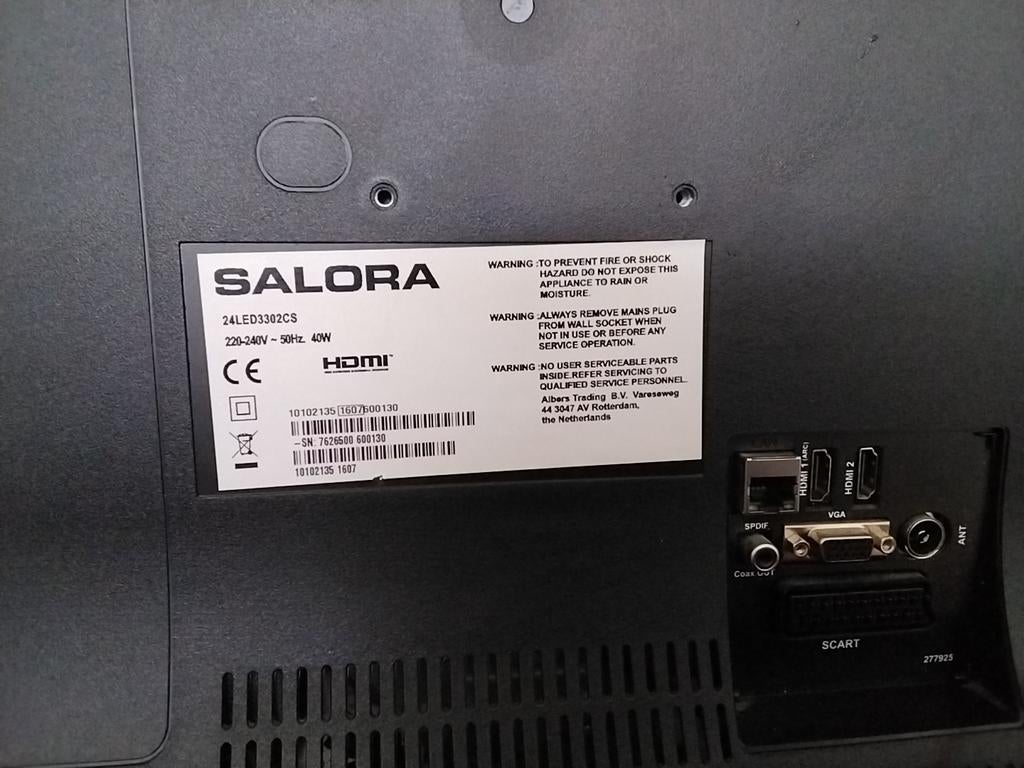 SALORA
24LED3302CS
220-240V ~ 50Hz. 40W
CE
HDMI™
10102135 1607 600130
-SN: 7626500 600130
10102135 1607
WARNING :TO PREVENT FIRE OR SHOCK
HAZARD DO NOT EXPOSE THIS
APPLIANCE TO RAIN OR
MOISTURE.
WARNING :ALWAYS REMOVE MAINS PLUG
FROM WALL SOCKET WHEN
NOT IN USE OR BEFORE ANY
SERVICE OPERATION.
WARNING :NO USER SERVICEABLE PARTS
INSIDE.REFER SERVICING TO
QUALIFIED SERVICE PERSONNEL.
Albers Trading B.V. Vareseweg
44 3047 AV Rotterdam,
the Netherlands
HDMI 1 (ARC)
HDMI 2
VGA
SPDIF
Coax OUT
ANT
SCART
277925